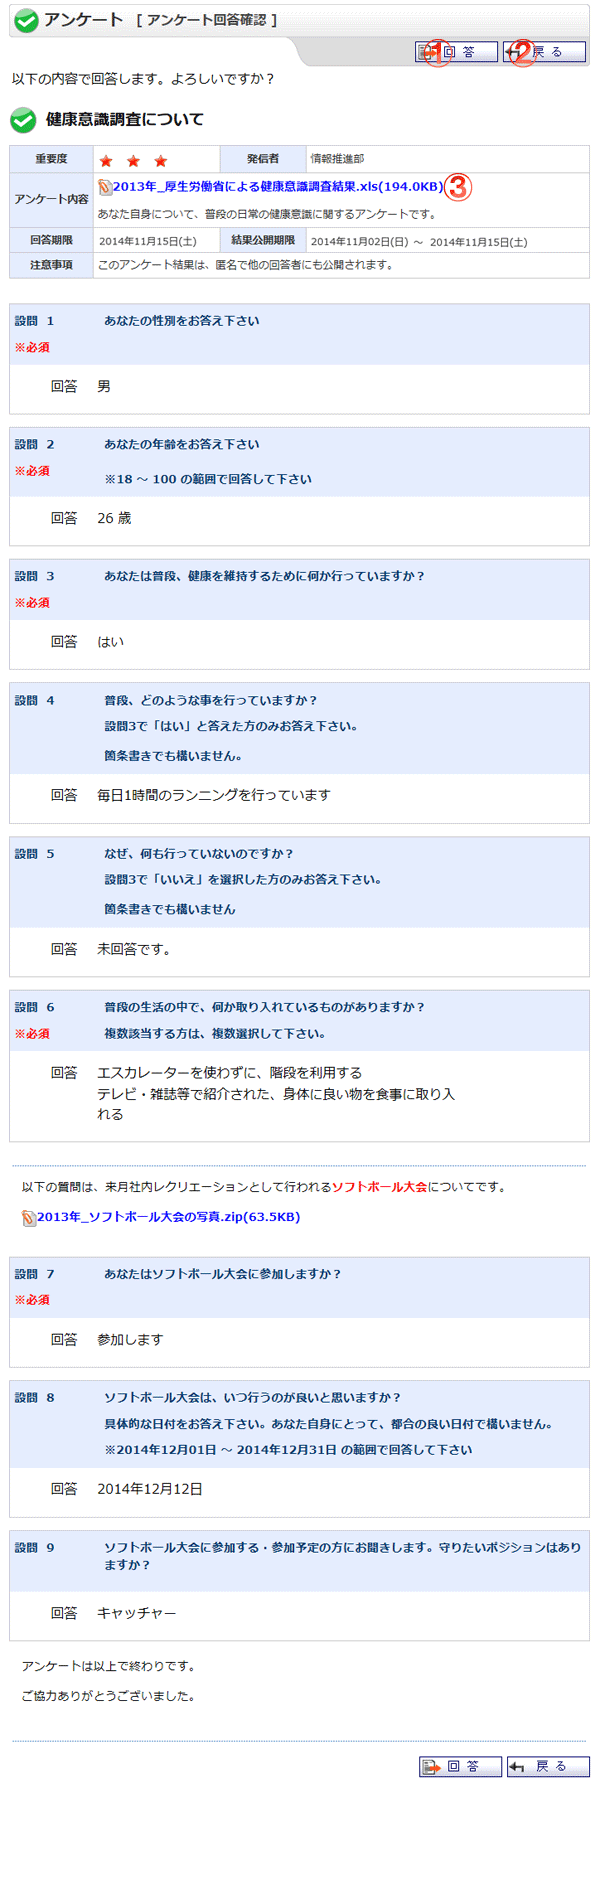 アンケート [ アンケート回答確認 ]
① 回 答 ② 戻 る
以下の内容で回答します。よろしいですか？
健康意識調査について
重要度 ★ ★ ★ 発信者 情報推進部
アンケート内容 2013年_厚生労働省による健康意識調査結果.xls(194.0KB) ③
あなた自身について、普段の日常の健康意識に関するアンケートです。
回答期限 2014年11月15日(土) 結果公開期限 2014年11月02日(日) ～ 2014年11月15日(土)
注意事項 このアンケート結果は、匿名で他の回答者にも公開されます。
設問 1 あなたの性別をお答え下さい
※必須
回答 男
設問 2 あなたの年齢をお答え下さい
※必須
※18 ～ 100 の範囲で回答して下さい
回答 26 歳
設問 3 あなたは普段、健康を維持するために何か行っていますか？
※必須
回答 はい
設問 4 普段、どのような事を行っていますか？
設問3で「はい」と答えた方のみお答え下さい。
箇条書きでも構いません。
回答 毎日1時間のランニングを行っています
設問 5 なぜ、何も行っていないのですか？
設問3で「いいえ」を選択した方のみお答え下さい。
箇条書きでも構いません
回答 未回答です。
設問 6 普段の生活の中で、何か取り入れているものがありますか？
※必須 複数該当する方は、複数選択して下さい。
回答 エスカレーターを使わずに、階段を利用する
テレビ・雑誌等で紹介された、身体に良い物を食事に取り入
れる
以下の質問は、来月社内レクリエーションとして行われるソフトボール大会についてです。
2013年_ソフトボール大会の写真.zip(63.5KB)
設問 7 あなたはソフトボール大会に参加しますか？
※必須
回答 参加します
設問 8 ソフトボール大会は、いつ行うのが良いと思いますか？
具体的な日付をお答え下さい。あなた自身にとって、都合の良い日付で構いません。
※2014年12月01日 ～ 2014年12月31日 の範囲で回答して下さい
回答 2014年12月12日
設問 9 ソフトボール大会に参加する・参加予定の方にお聞きします。守りたいポジションはあり
ますか？
回答 キャッチャー
アンケートは以上で終わりです。
ご協力ありがとうございました。
回 答 戻 る